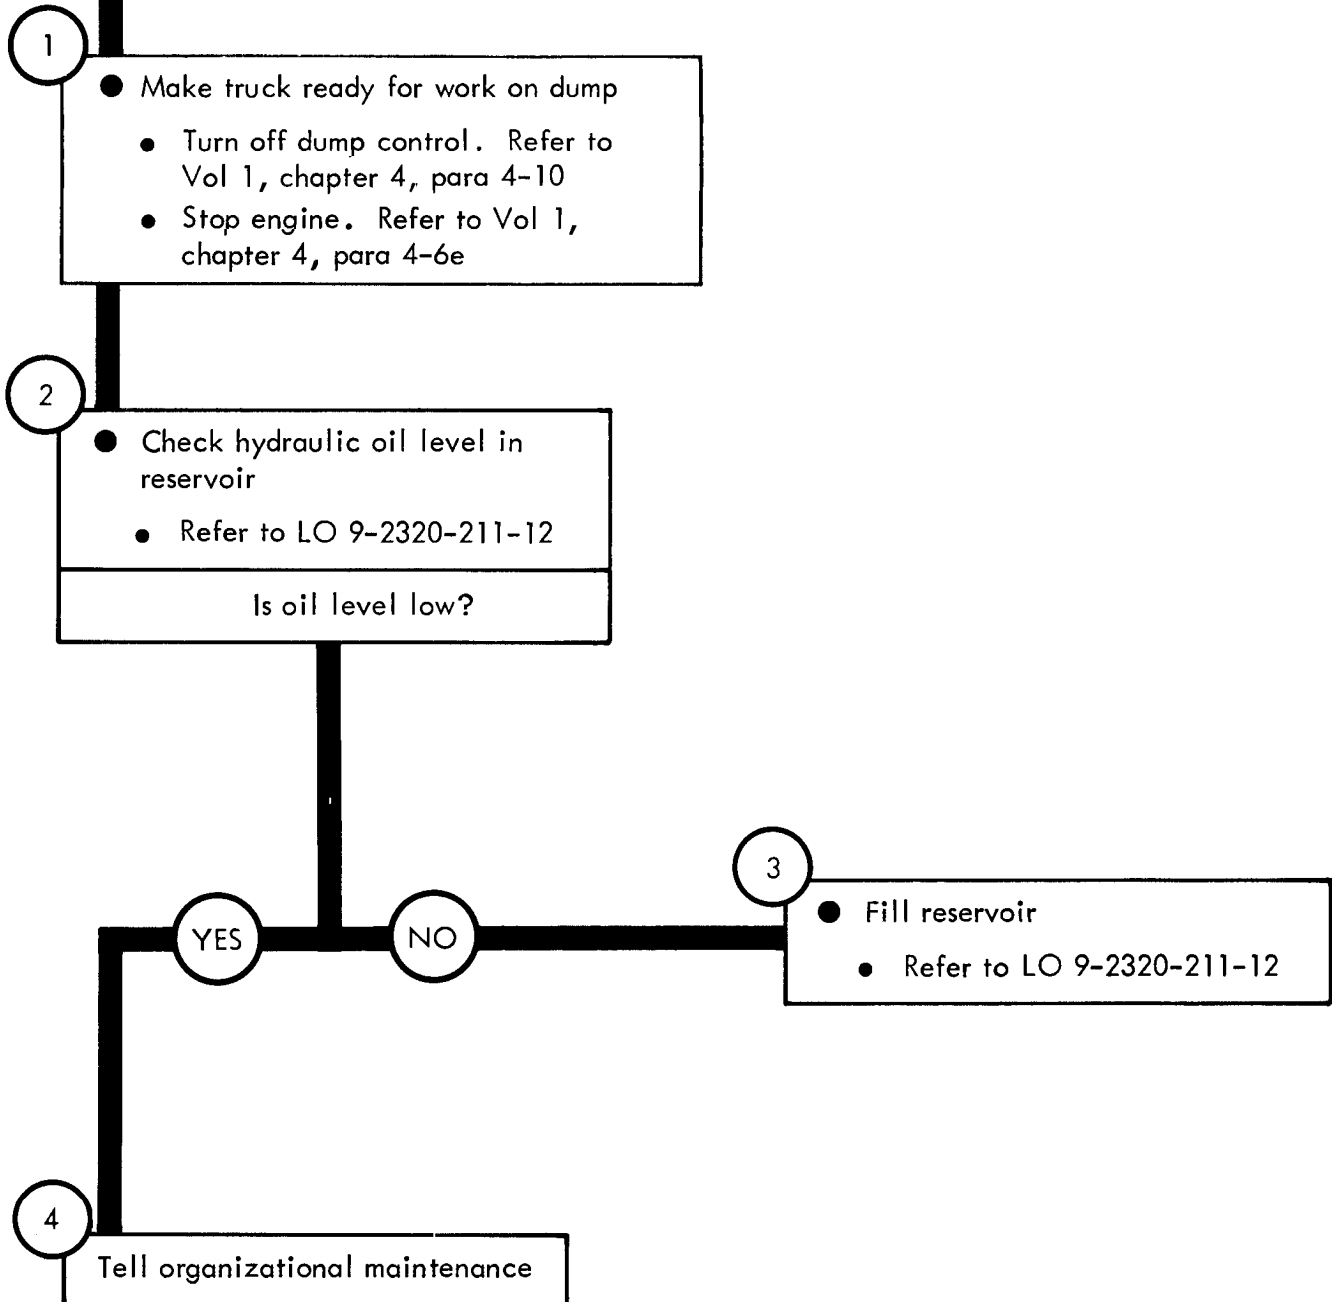 1
● Make truck ready for work on dump
● Turn off dump control. Refer to
Vol 1, chapter 4, para 4-10
● Stop engine. Refer to Vol 1,
chapter 4, para 4-6e
2
● Check hydraulic oil level in
reservoir
● Refer to LO 9-2320-211-12
Is oil level low?
YES
NO
3
● Fill reservoir
● Refer to LO 9-2320-211-12
4
Tell organizational maintenance